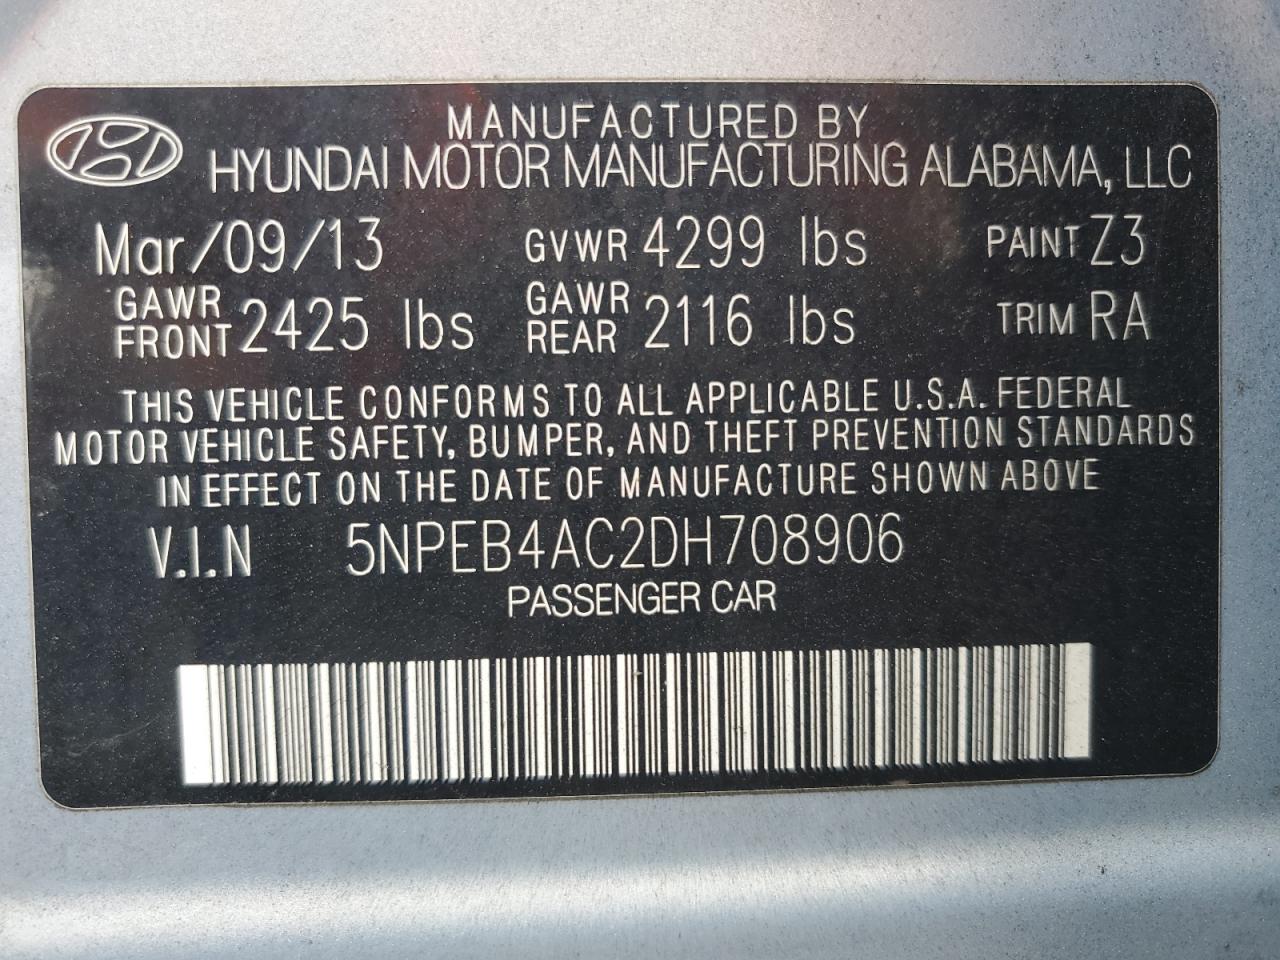 MANUFACTURED BY
HYUNDAI MOTOR MANUFACTURING ALABAMA, LLC
Mar/09/13 GVWR 4299 lbs PAINT Z3
GAWR FRONT 2425 lbs GAWR REAR 2116 lbs TRIM RA
THIS VEHICLE CONFORMS TO ALL APPLICABLE U.S.A. FEDERAL
MOTOR VEHICLE SAFETY, BUMPER, AND THEFT PREVENTION STANDARDS
IN EFFECT ON THE DATE OF MANUFACTURE SHOWN ABOVE
V.I.N 5NPEB4AC2DH708906
PASSENGER CAR